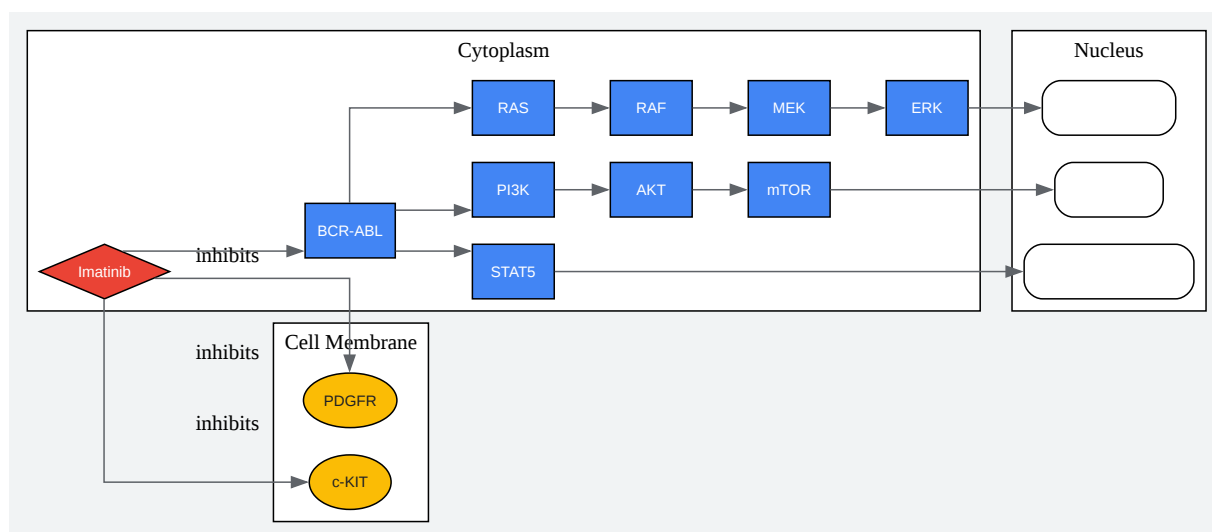 Cytoplasm
Nucleus
RAS
RAF
MEK
ERK
PI3K
AKT
mTOR
BCR-ABL
inhibits
Imatinib
STAT5
Cell Membrane
inhibits
PDGFR
inhibits
c-KIT